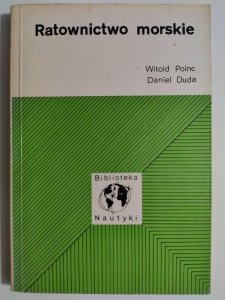 Ratownictwo morskie
Witold Poinc
Daniel Duda
Biblioteka
Nautyki